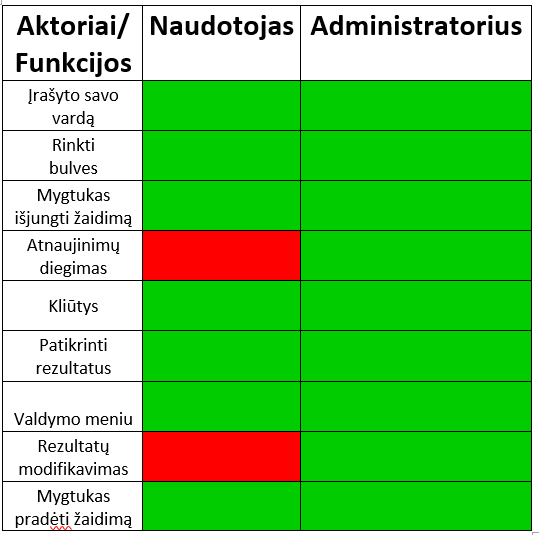 Aktoriai/ Naudotojas Administratorius
Funkcijos
Įrašyto savo
vardą
Rinkti
bulves
Mygtukas
išjungti žaidimą
Atnaujinimų
diegimas
Kliūtys
Patikrinti
rezultatus
Valdymo meniu
Rezultatų
modifikavimas
Mygtukas
pradėti žaidimą